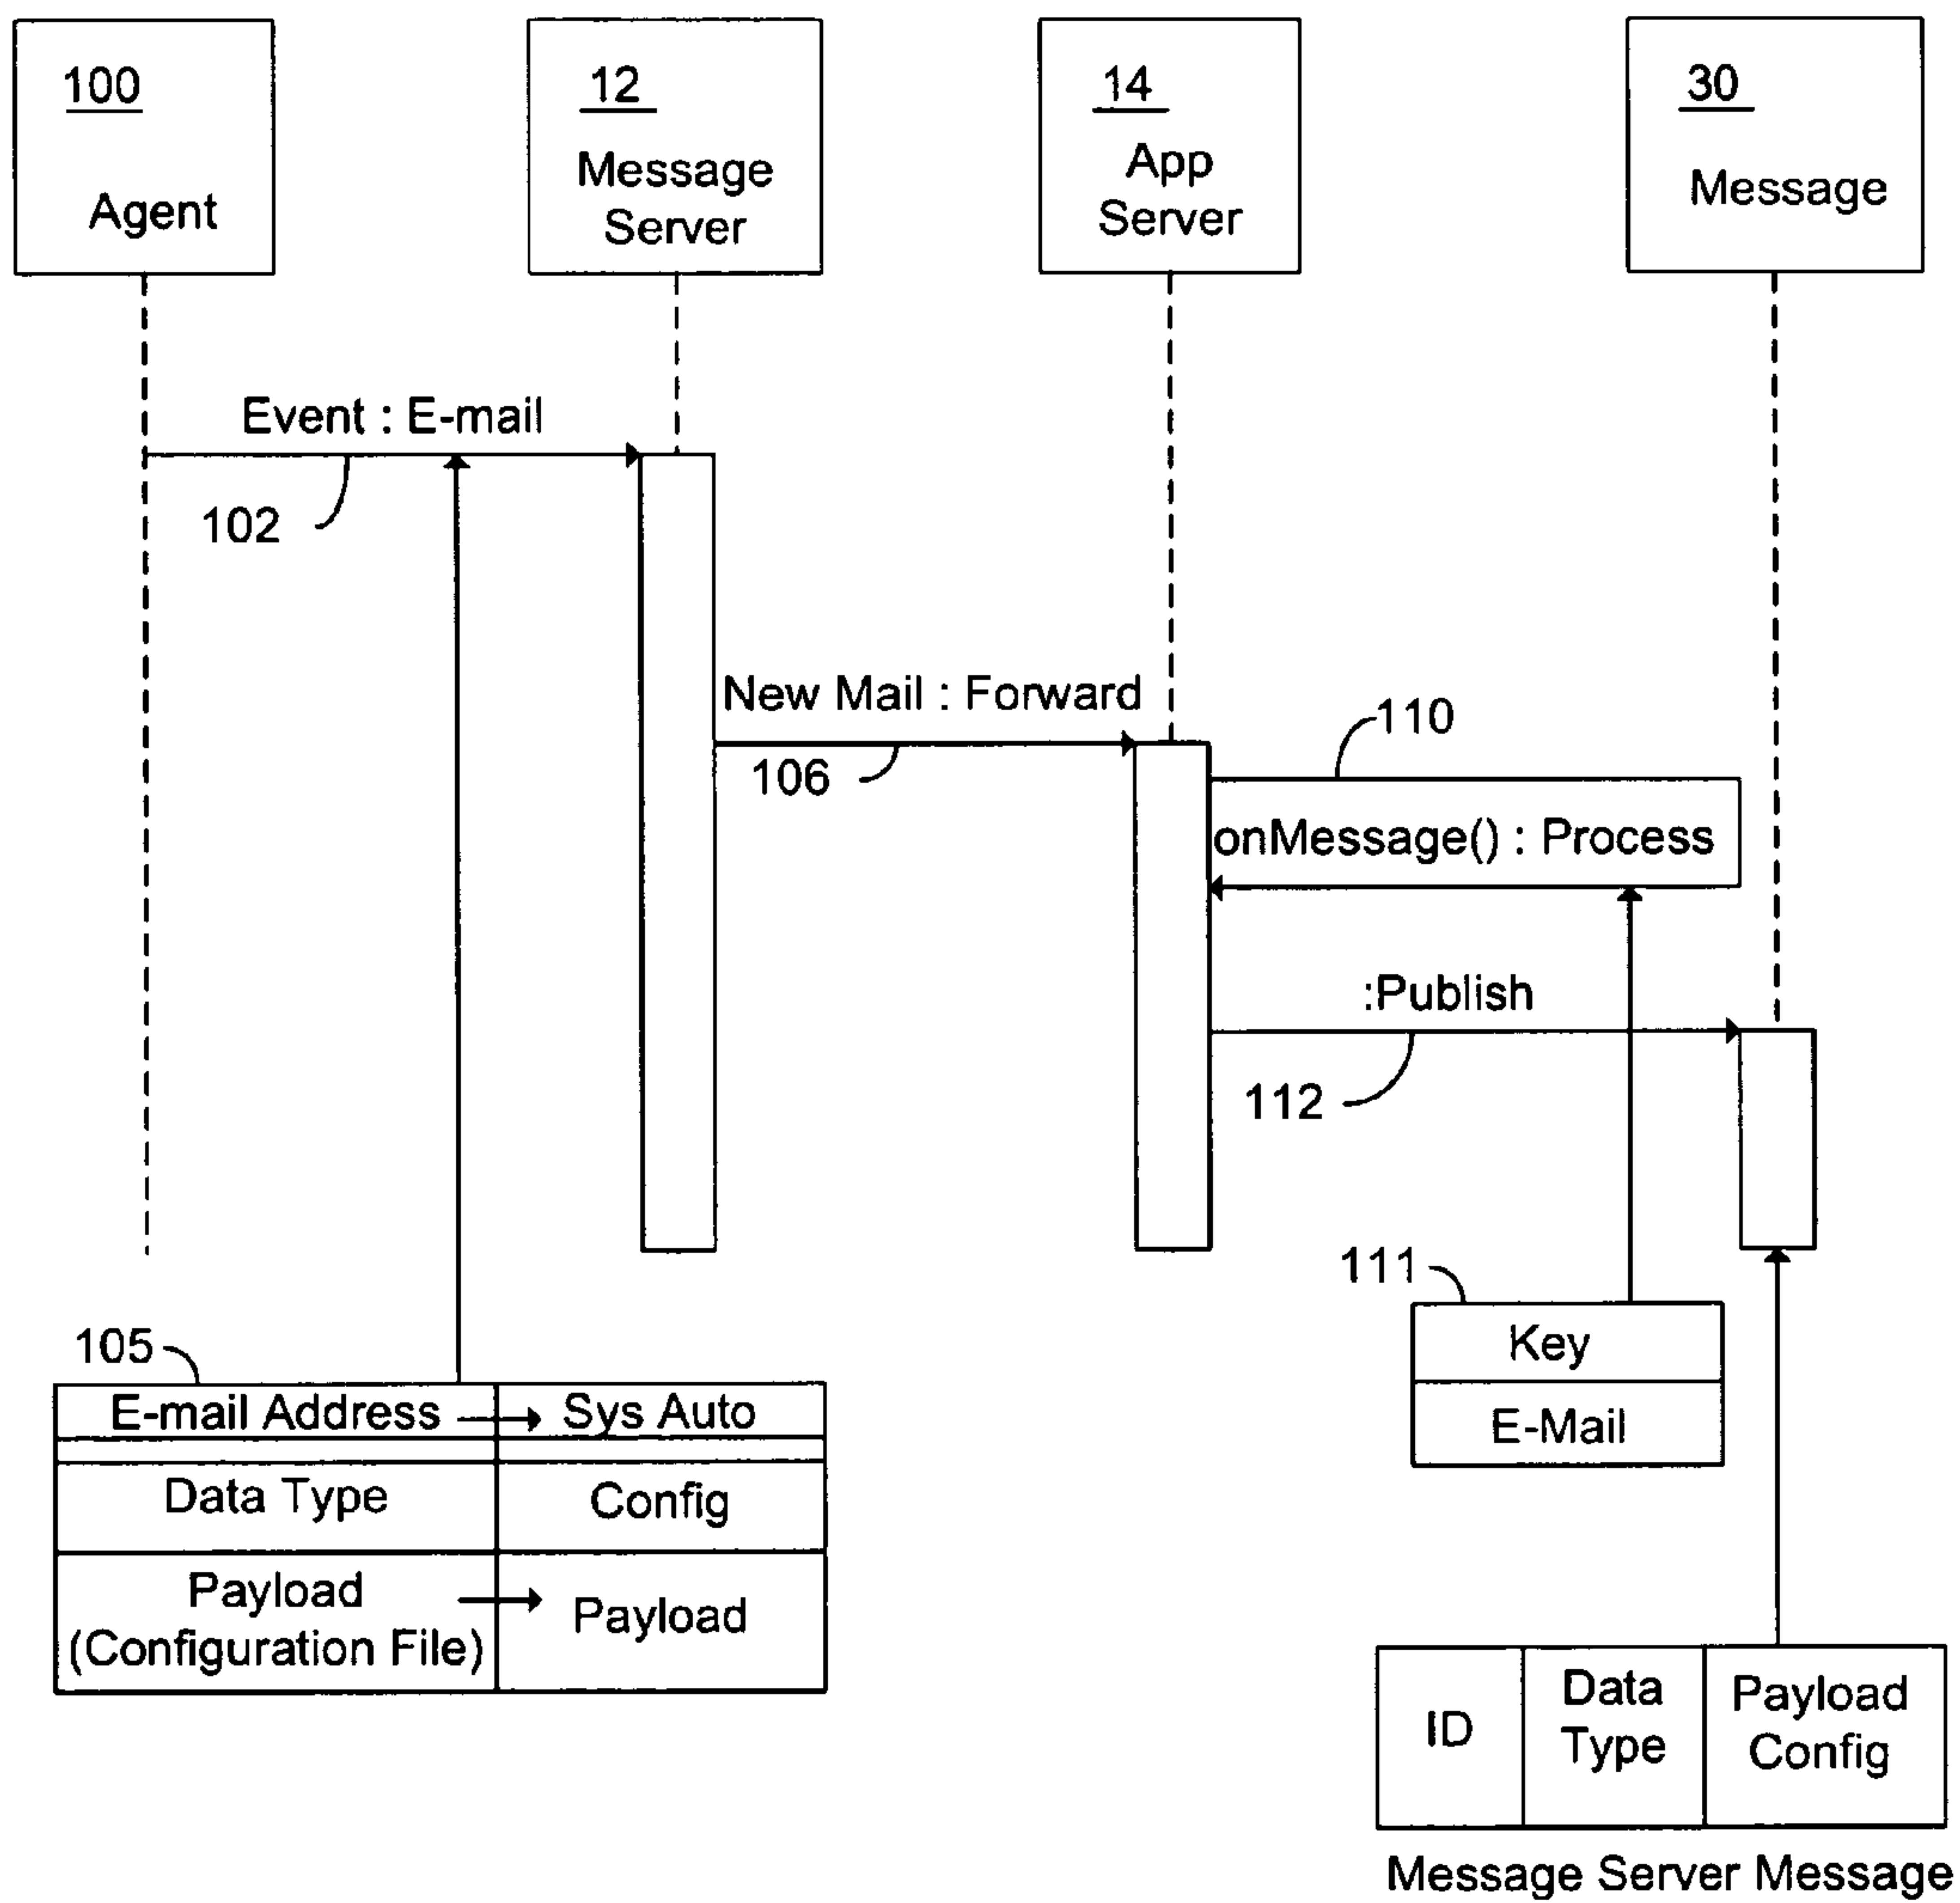 100
Agent
12
Message
Server
14
App
Server
30
Message
Event : E-mail
102
New Mail : Forward
106
110
onMessage() : Process
:Publish
112
111
Key
E-Mail
105
E-mail Address
Sys Auto
Data Type
Config
Payload
(Configuration File)
Payload
ID
Data
Type
Payload
Config
Message Server Message